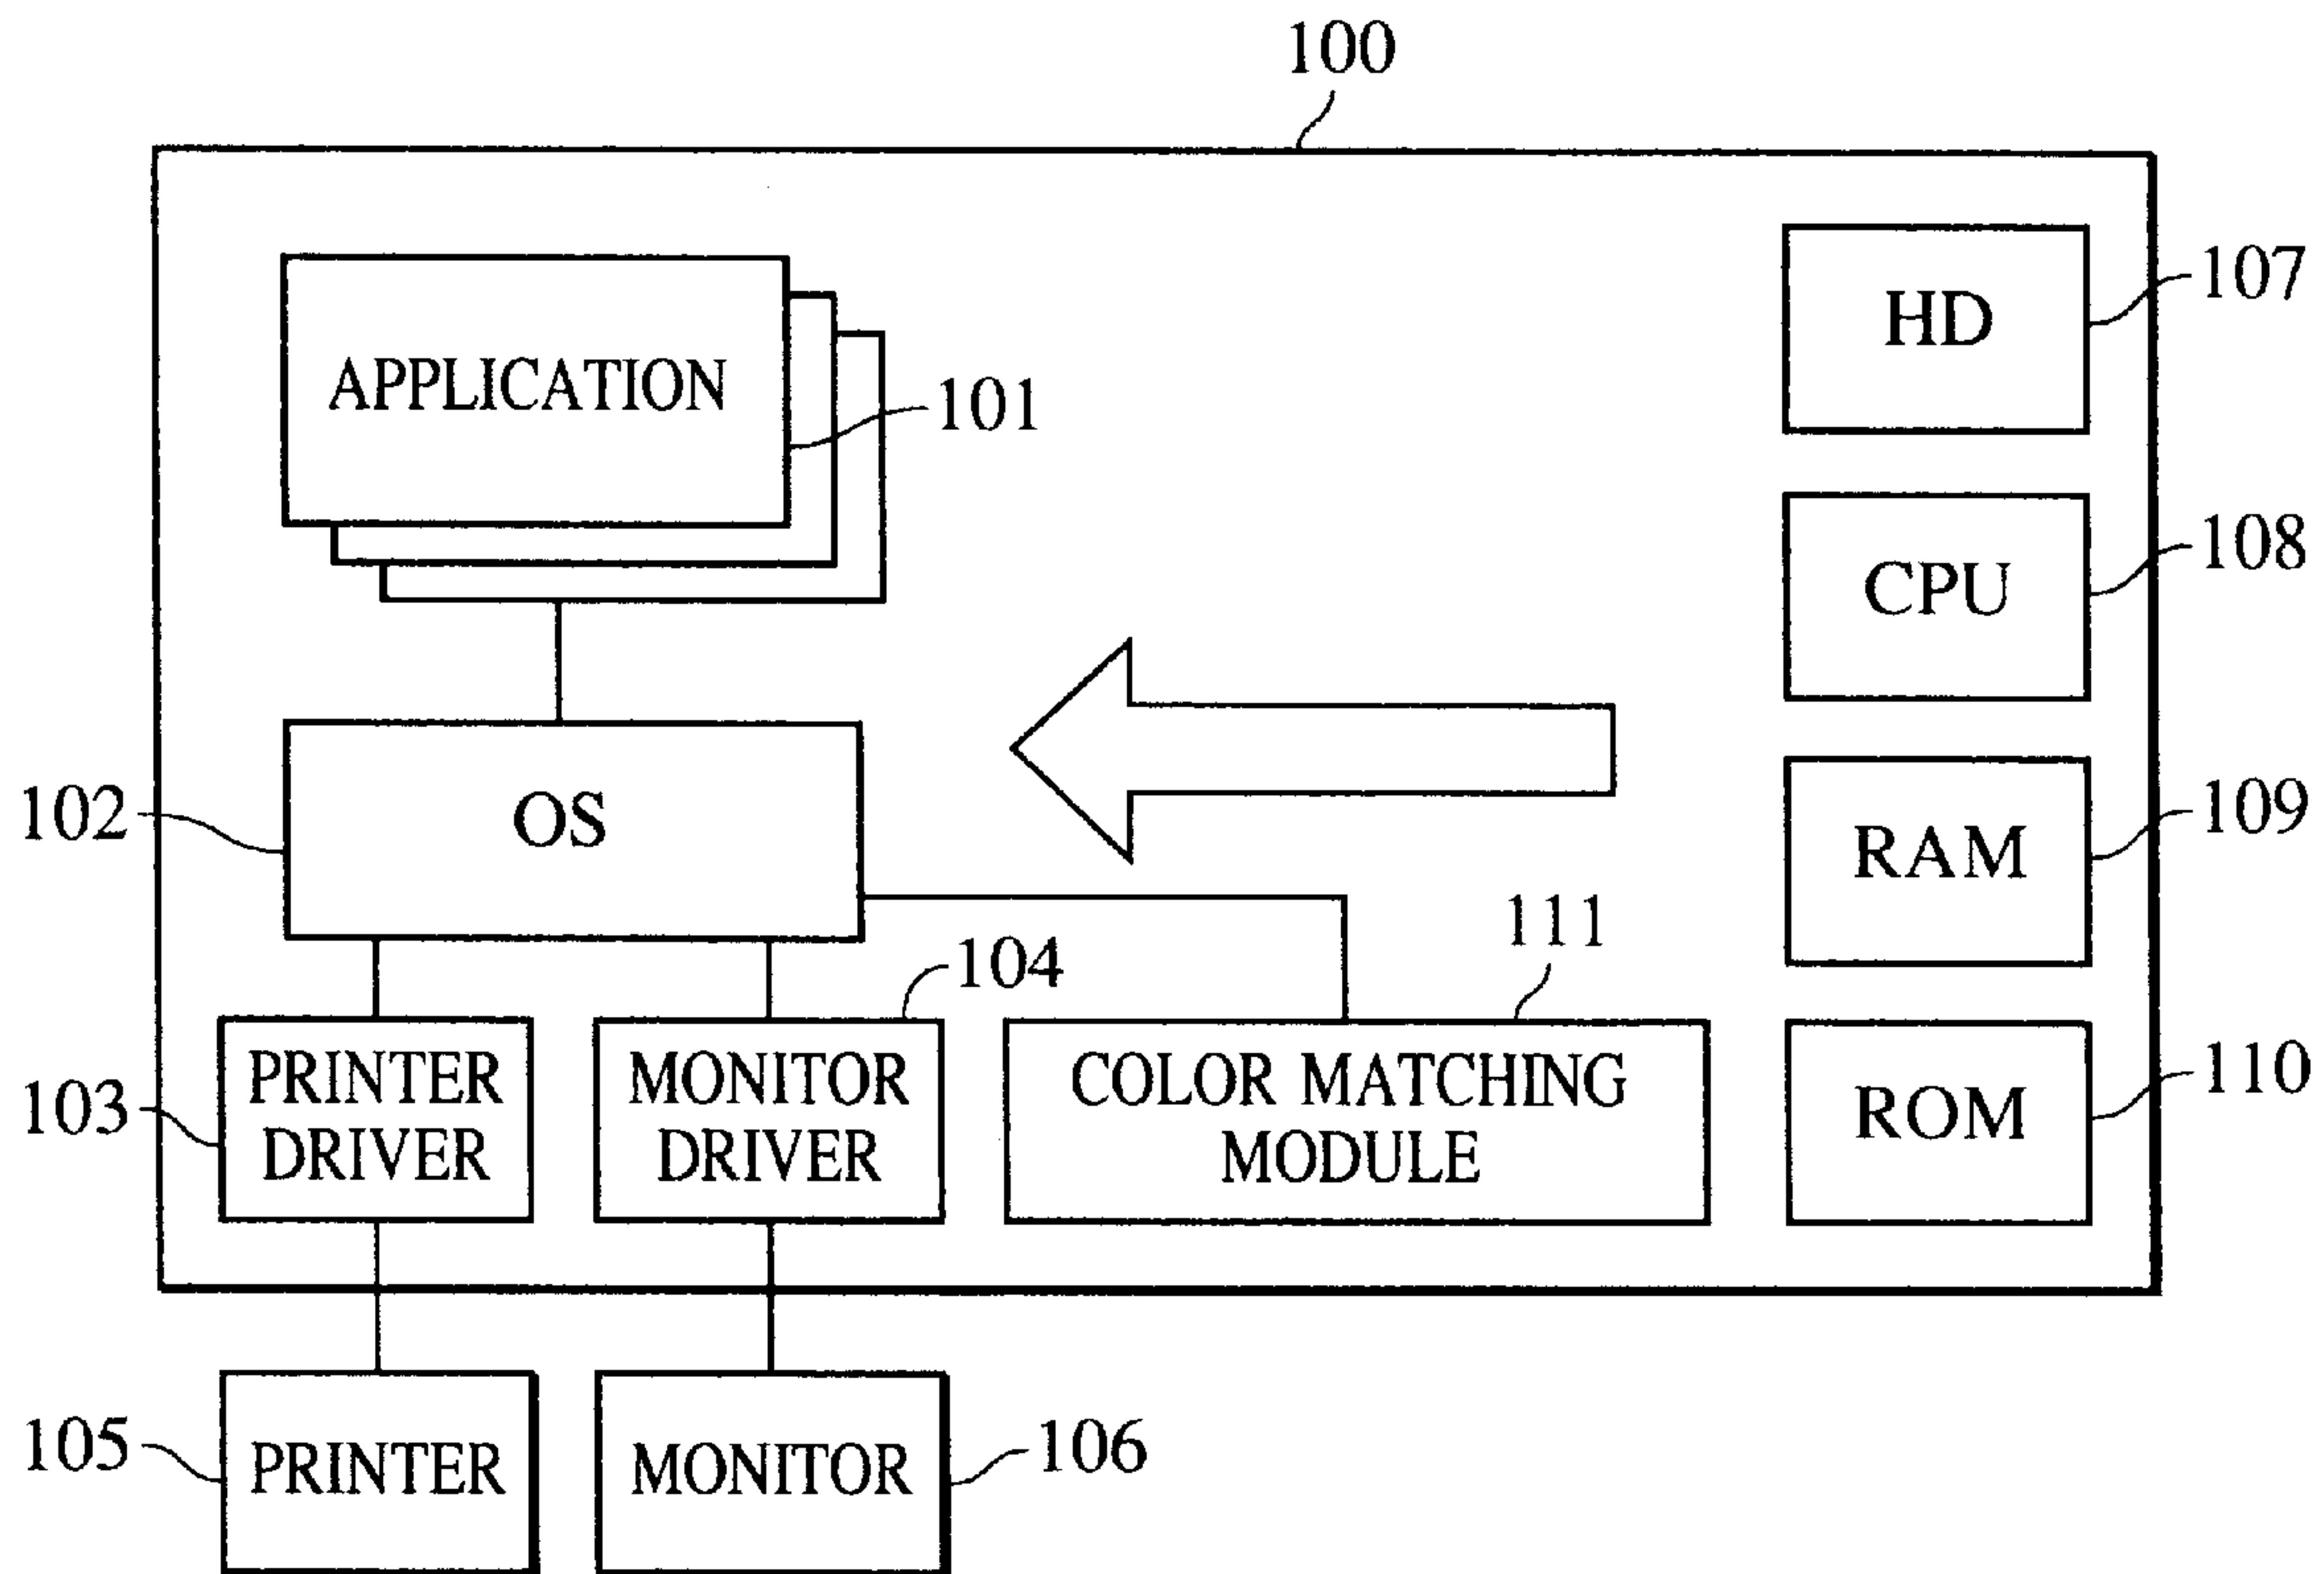 100
HD
107
APPLICATION
101
CPU
108
102
OS
RAM
109
111
104
PRINTER
DRIVER
103
MONITOR
DRIVER
COLOR MATCHING
MODULE
ROM
110
105
PRINTER
MONITOR
106